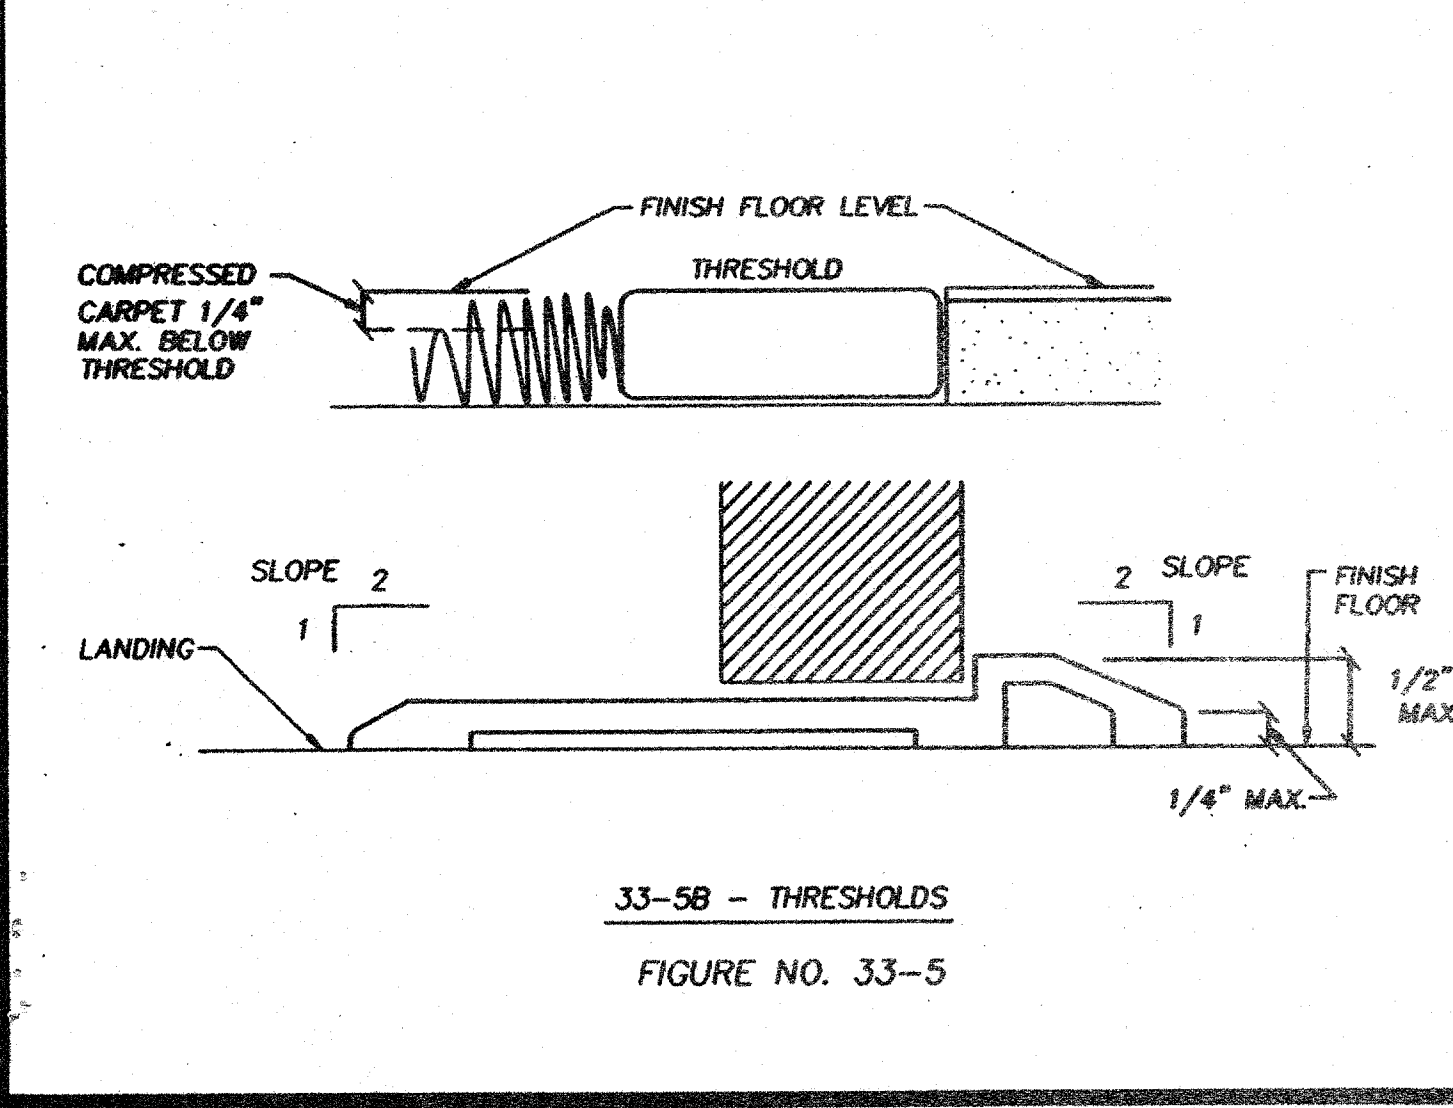 FINISH FLOOR LEVEL
THRESHOLD
COMPRESSED
CARPET 1/4"
MAX. BELOW
THRESHOLD
SLOPE 2
1
2 SLOPE
1
FINISH
FLOOR
LANDING
1/2"
MAX
1/4" MAX.
33-5B - THRESHOLDS
FIGURE NO. 33-5